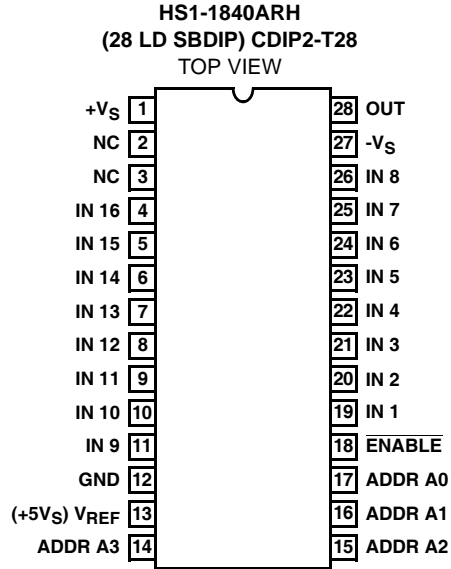 HS1-1840ARH
(28 LD SBDIP) CDIP2-T28
TOP VIEW
+VS 1 28 OUT
NC 2 27 -VS
NC 3 26 IN 8
IN 16 4 25 IN 7
IN 15 5 24 IN 6
IN 14 6 23 IN 5
IN 13 7 22 IN 4
IN 12 8 21 IN 3
IN 11 9 20 IN 2
IN 10 10 19 IN 1
IN 9 11 18 ENABLE
GND 12 17 ADDR A0
(+5VS) VREF 13 16 ADDR A1
ADDR A3 14 15 ADDR A2